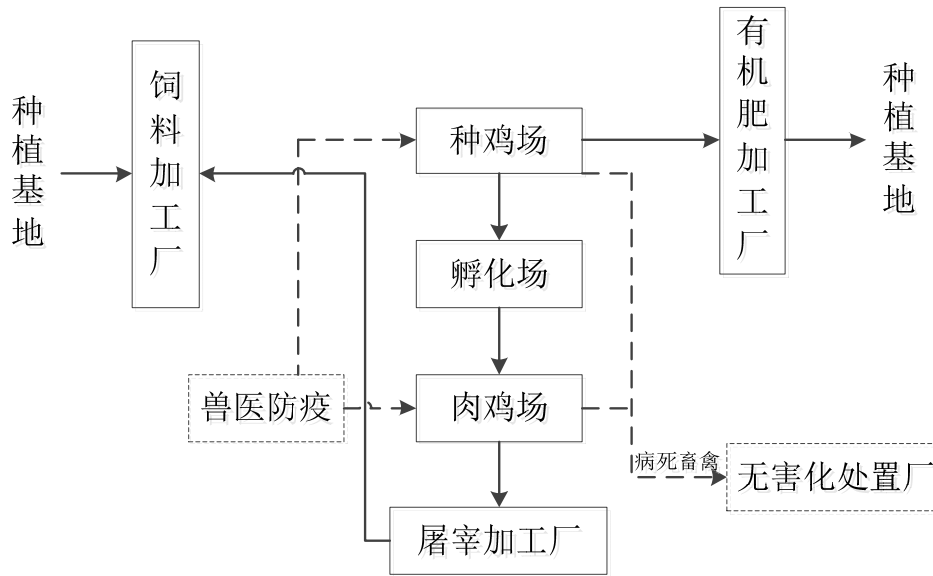 种植基地
饲料加工厂
种鸡场
有机肥加工厂
种植基地
孵化场
兽医防疫
肉鸡场
病死畜禽
无害化处置厂
屠宰加工厂